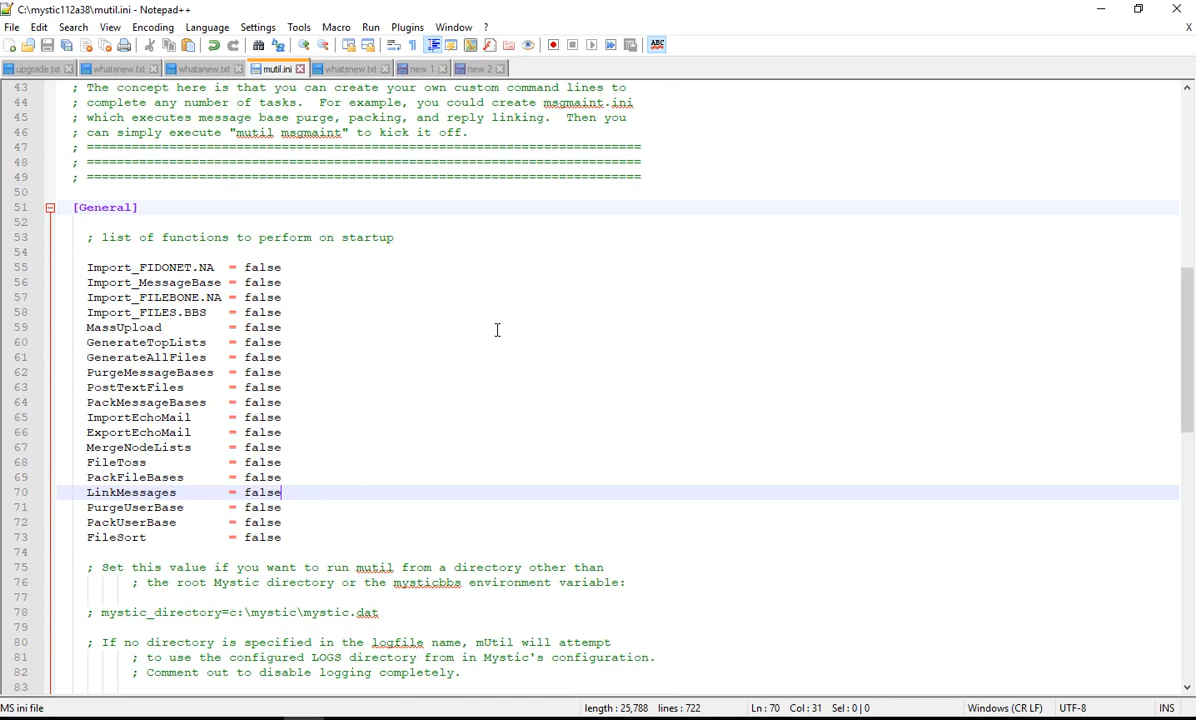 C:\mystic112a38\mutil.ini - Notepad++
File Edit Search View Encoding Language Settings Tools Macro Run Plugins Window ? X
ABC
upgrade.txt whatsnew.txt whatsnew.txt mutil.ini whatsnew.txt new 1 new 2
43 ; The concept here is that you can create your own custom command lines to
44 ; complete any number of tasks.  For example, you could create msgmaint.ini
45 ; which executes message base purge, packing, and reply linking.  Then you
46 ; can simply execute "mutil msgmaint" to kick it off.
47 ; ==========================================================================
48 ; ==========================================================================
49 ; ==========================================================================
50
51 [General]
52
53 ; list of functions to perform on startup
54
55 Import_FIDONET.NA = false
56 Import_MessageBase = false
57 Import_FILEBONE.NA = false
58 Import_FILES.BBS = false
59 MassUpload = false
60 GenerateTopLists = false
61 GenerateAllFiles = false
62 PurgeMessageBases = false
63 PostTextFiles = false
64 PackMessageBases = false
65 ImportEchoMail = false
66 ExportEchoMail = false
67 MergeNodeLists = false
68 FileToss = false
69 PackFileBases = false
70 LinkMessages = false
71 PurgeUserBase = false
72 PackUserBase = false
73 FileSort = false
74
75 ; Set this value if you want to run mutil from a directory other than
76 ; the root Mystic directory or the mysticbbs environment variable:
77
78 ; mystic_directory=c:\mystic\mystic.dat
79
80 ; If no directory is specified in the logfile name, mUtil will attempt
81 ; to use the configured LOGS directory from in Mystic's configuration.
82 ; Comment out to disable logging completely.
83
MS ini file length : 25,788 lines : 722 Ln : 70 Col : 31 Sel : 0 | 0 Windows (CR LF) UTF-8 INS